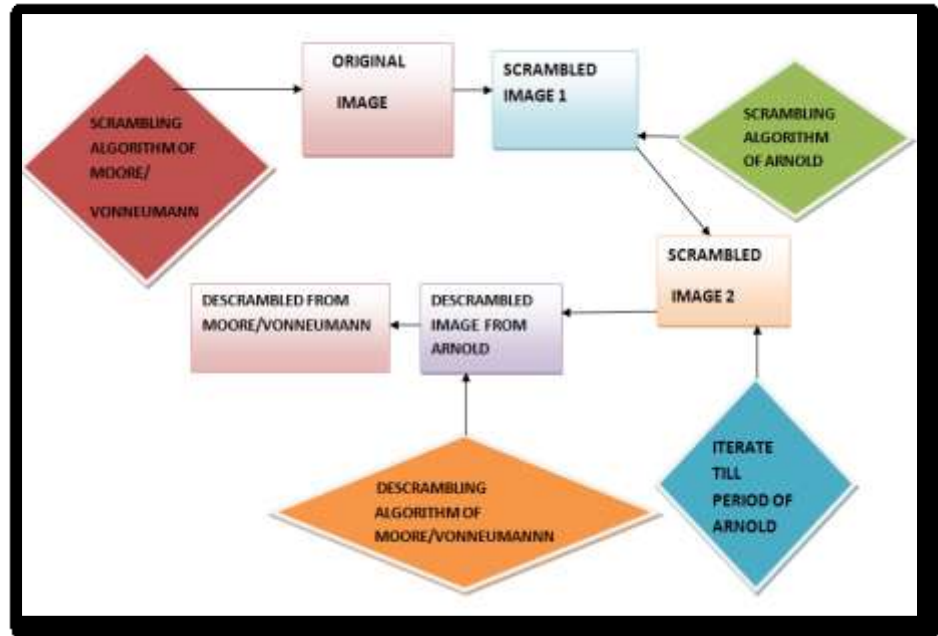 ORIGINAL
IMAGE
SCRAMBLED
IMAGE 1
SCRAMBLING
ALGORITHM OF
MOORE/
VONNEUMANN
SCRAMBLING
ALGORITHM
OF ARNOLD
SCRAMBLED
IMAGE 2
DESCRAMBLED FROM
MOORE/VONNEUMANN
DESCRAMBLED
IMAGE FROM
ARNOLD
ITERATE
TILL
PERIOD OF
ARNOLD
DESCRAMBLING
ALGORITHM OF
MOORE/VONNEUMANNN